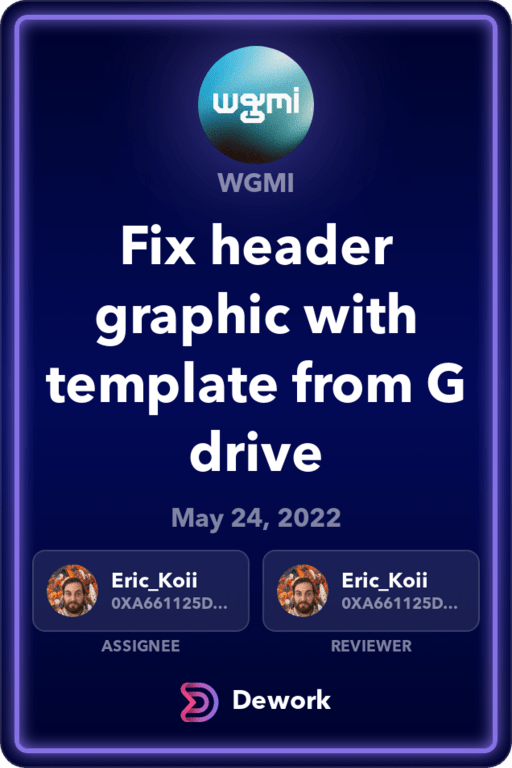 wgmi
WGMI
Fix header
graphic with
template from G
drive
May 24, 2022
Eric_Koii
0XA661125D...
Eric_Koii
0XA661125D...
ASSIGNEE
REVIEWER
Dework